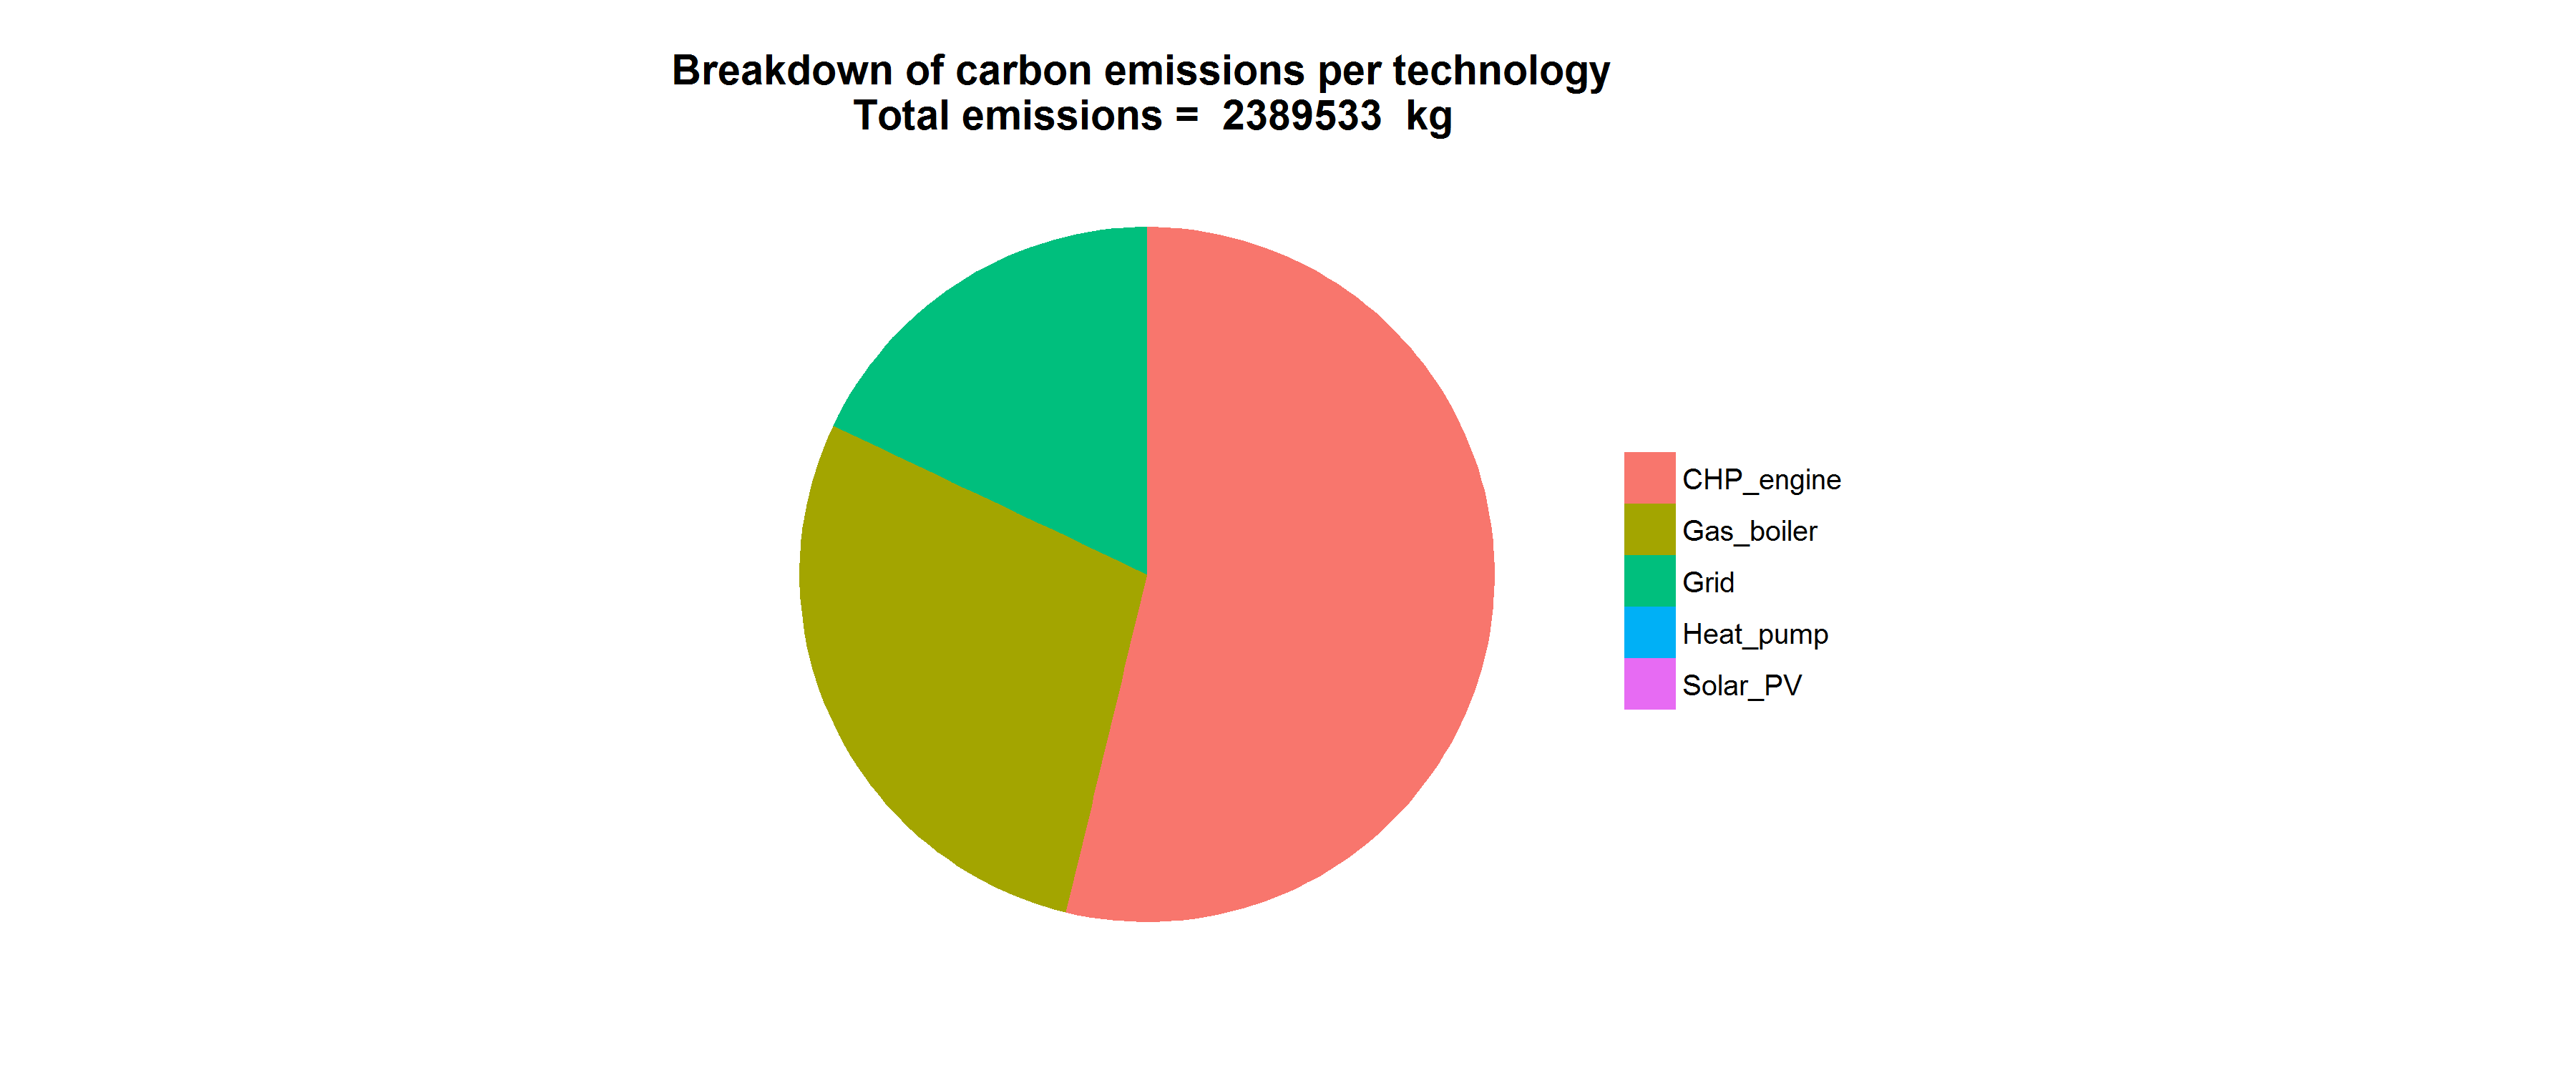 Breakdown of carbon emissions per technology
Total emissions =  2389533  kg
CHP_engine
Gas_boiler
Grid
Heat_pump
Solar_PV